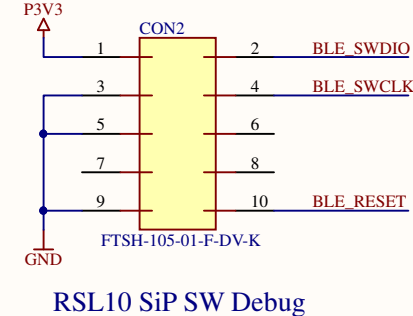 P3V3
CON2
1 2 BLE_SWDIO
3 4 BLE_SWCLK
5 6
7 8
9 10 BLE_RESET
FTSH-105-01-F-DV-K
GND
RSL10 SiP SW Debug